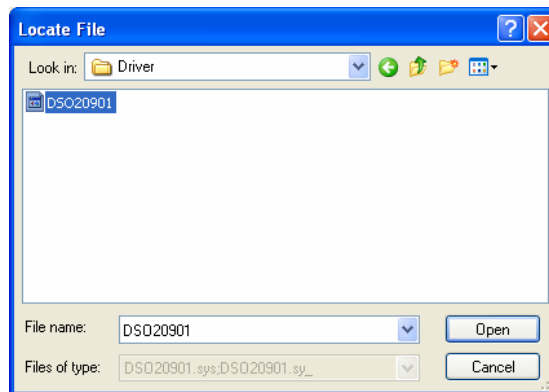 Locate File
Look in: Driver
DSO20901
File name: DSO20901 Open
Files of type: DSO20901.sys;DSO20901.sy_ Cancel